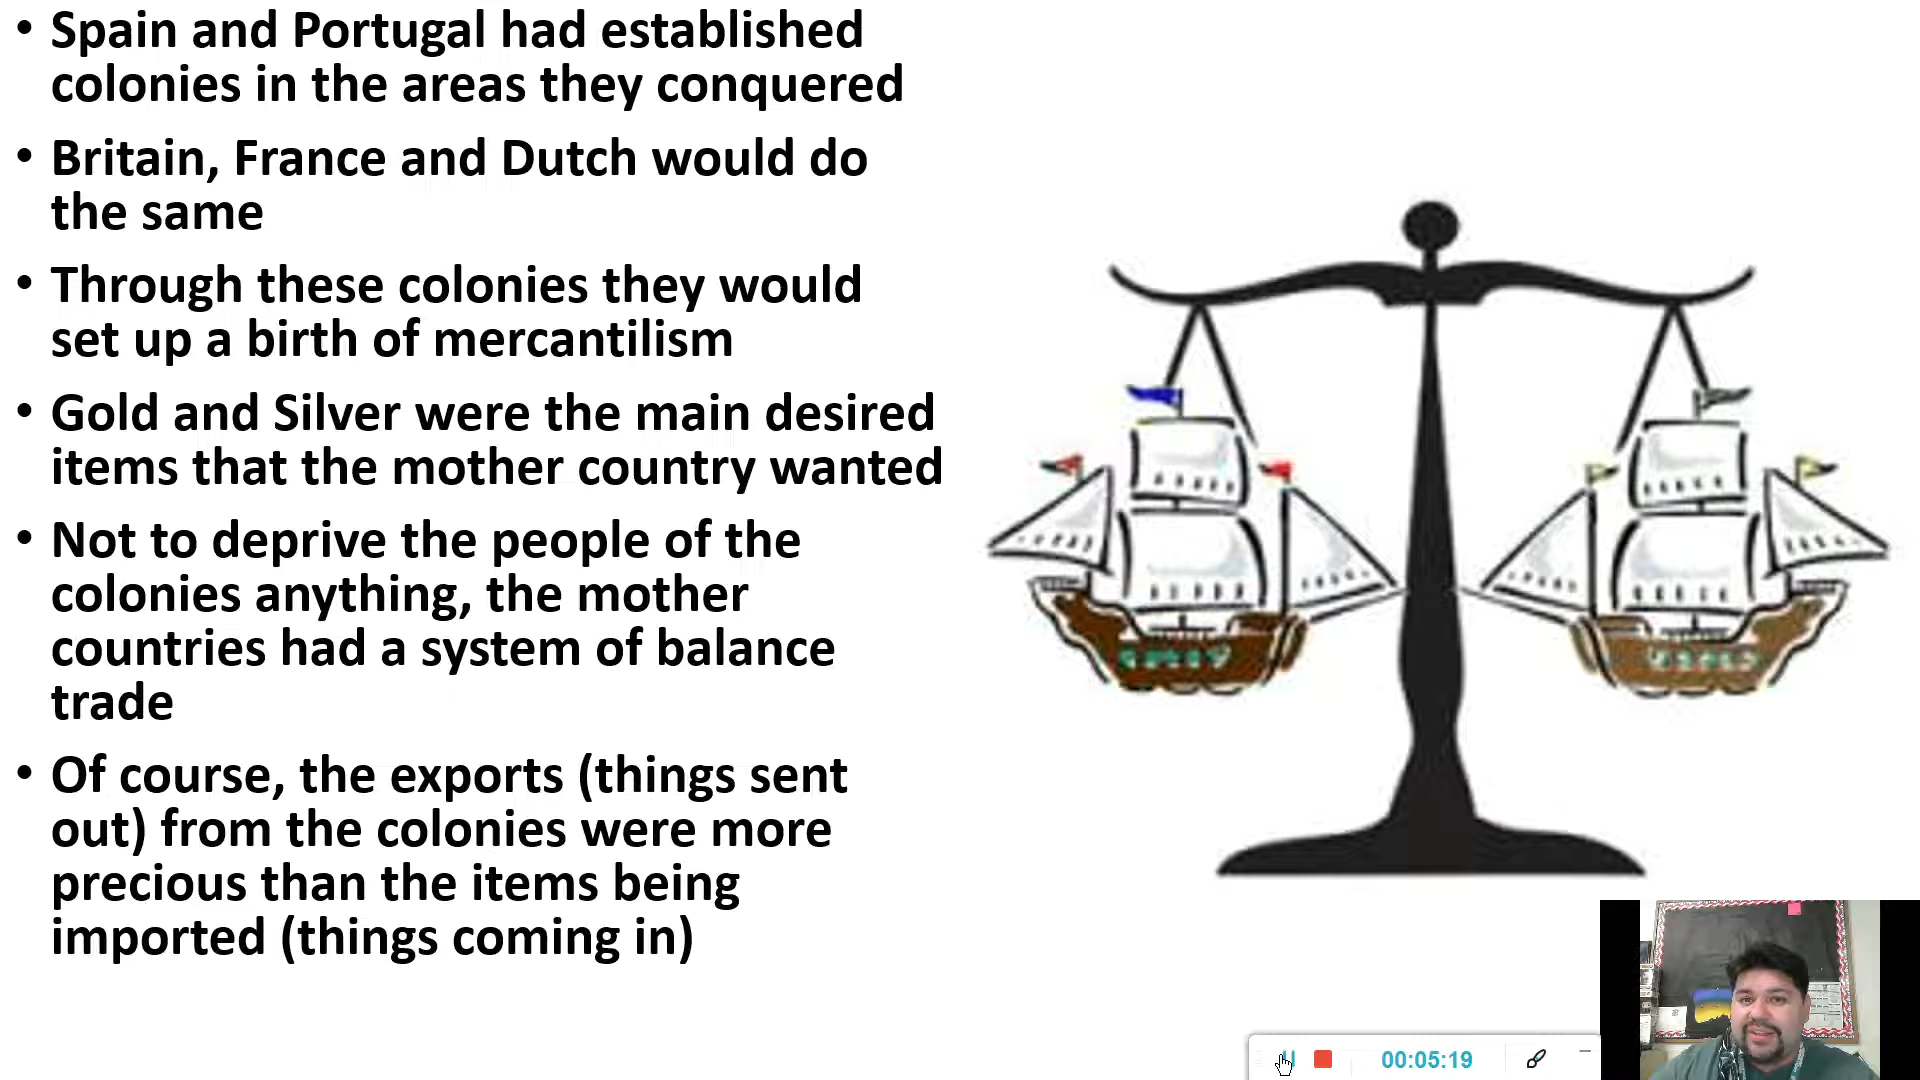 • Spain and Portugal had established
colonies in the areas they conquered
• Britain, France and Dutch would do
the same
• Through these colonies they would
set up a birth of mercantilism
• Gold and Silver were the main desired
items that the mother country wanted
• Not to deprive the people of the
colonies anything, the mother
countries had a system of balance
trade
• Of course, the exports (things sent
out) from the colonies were more
precious than the items being
imported (things coming in)
00:05:19